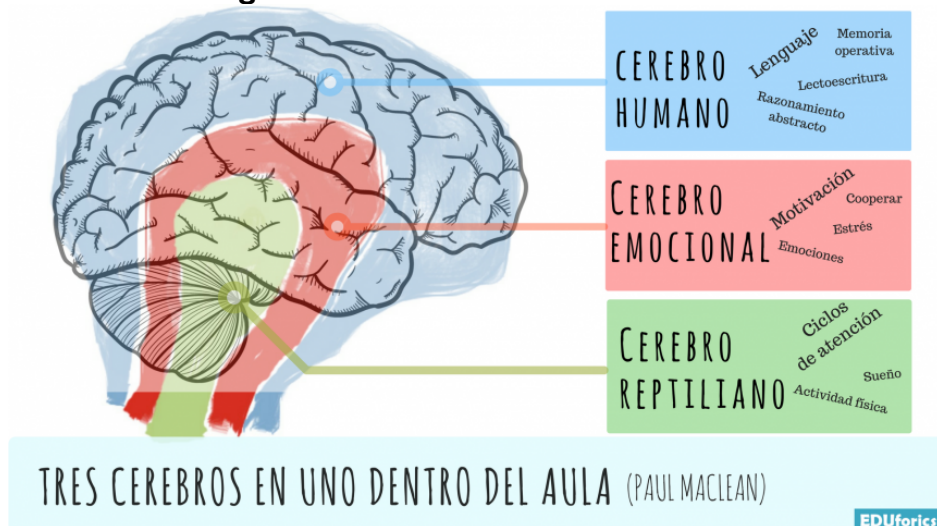 CEREBRO
HUMANO
Lenguaje
Memoria
operativa
Lectoescritura
Razonamiento
abstracto
CEREBRO
EMOCIONAL
Motivación
Cooperar
Estrés
Emociones
CEREBRO
REPTILIANO
Ciclos
de atención
Sueño
Actividad física
TRES CEREBROS EN UNO DENTRO DEL AULA (PAUL MACLEAN)
EDUforics